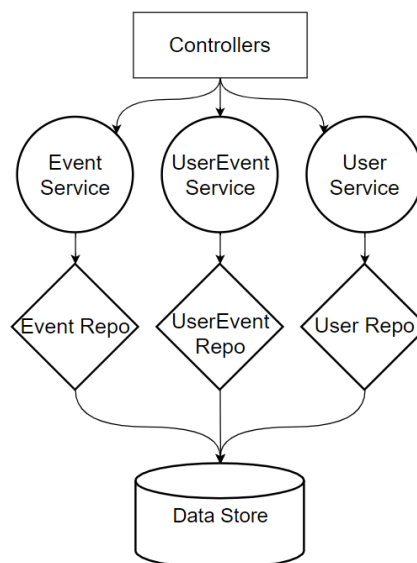 Controllers
Event
Service
UserEvent
Service
User
Service
Event Repo
UserEvent
Repo
User Repo
Data Store